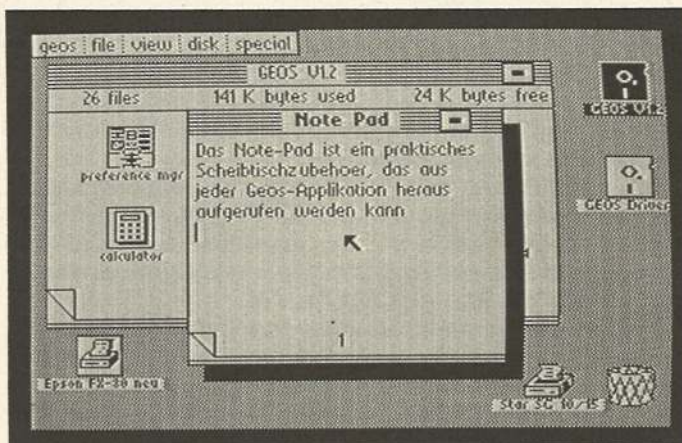 geos file view disk special
GEOS V1.2
26 files 141 K bytes used 24 K bytes free
Note Pad
Das Note-Pad ist ein praktisches
Scheibtischzubehoer, das aus
jeder Geos-Applikation heraus
aufgerufen werden kann
1
preference mgr
calculator
GEOS V1.2
GEOS Driver
Epson FX-80 neu
Star SG 10/15